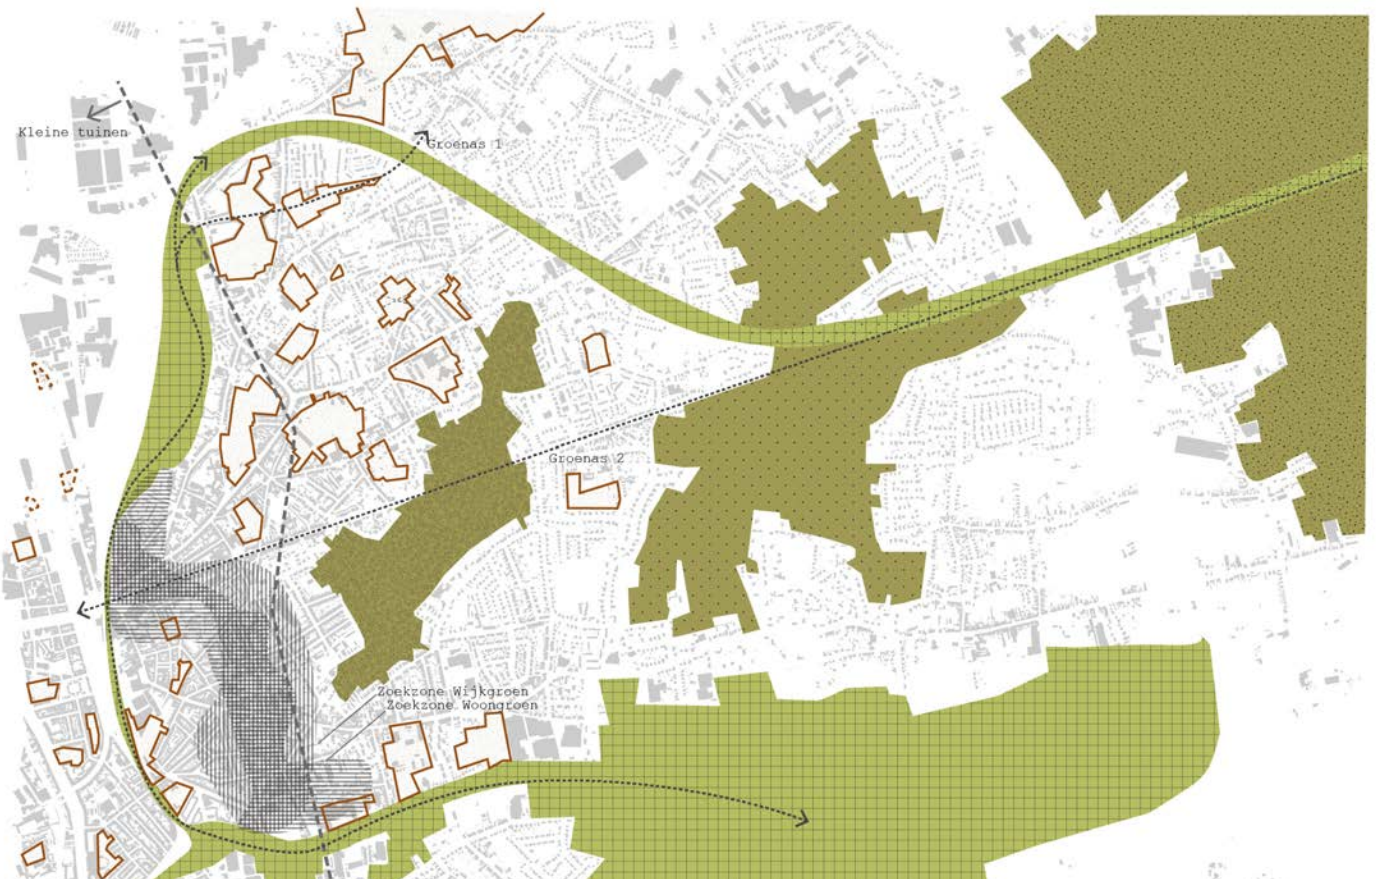 Kleine tuinen
Groenas 1
Groenas 2
Zoekzone Wijkgroen
Zoekzone Woongroen